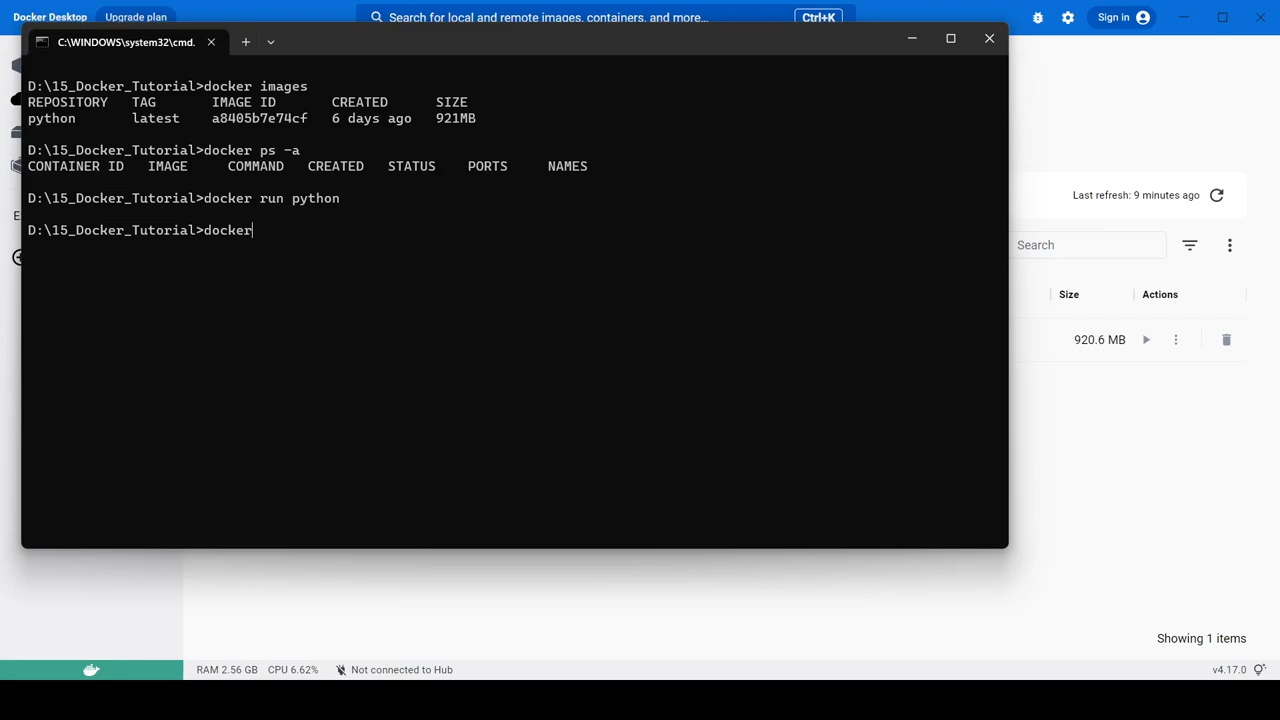 Docker Desktop Upgrade plan Search for local and remote images, containers, and more… Ctrl+K Sign in
C:\WINDOWS\system32\cmd.
D:\15_Docker_Tutorial>docker images
REPOSITORY TAG IMAGE ID CREATED SIZE
python latest a8405b7e74cf 6 days ago 921MB
D:\15_Docker_Tutorial>docker ps -a
CONTAINER ID IMAGE COMMAND CREATED STATUS PORTS NAMES
D:\15_Docker_Tutorial>docker run python
D:\15_Docker_Tutorial>docker
Last refresh: 9 minutes ago
E
Search
Size Actions
920.6 MB
Showing 1 items
RAM 2.56 GB CPU 6.62% Not connected to Hub v4.17.0